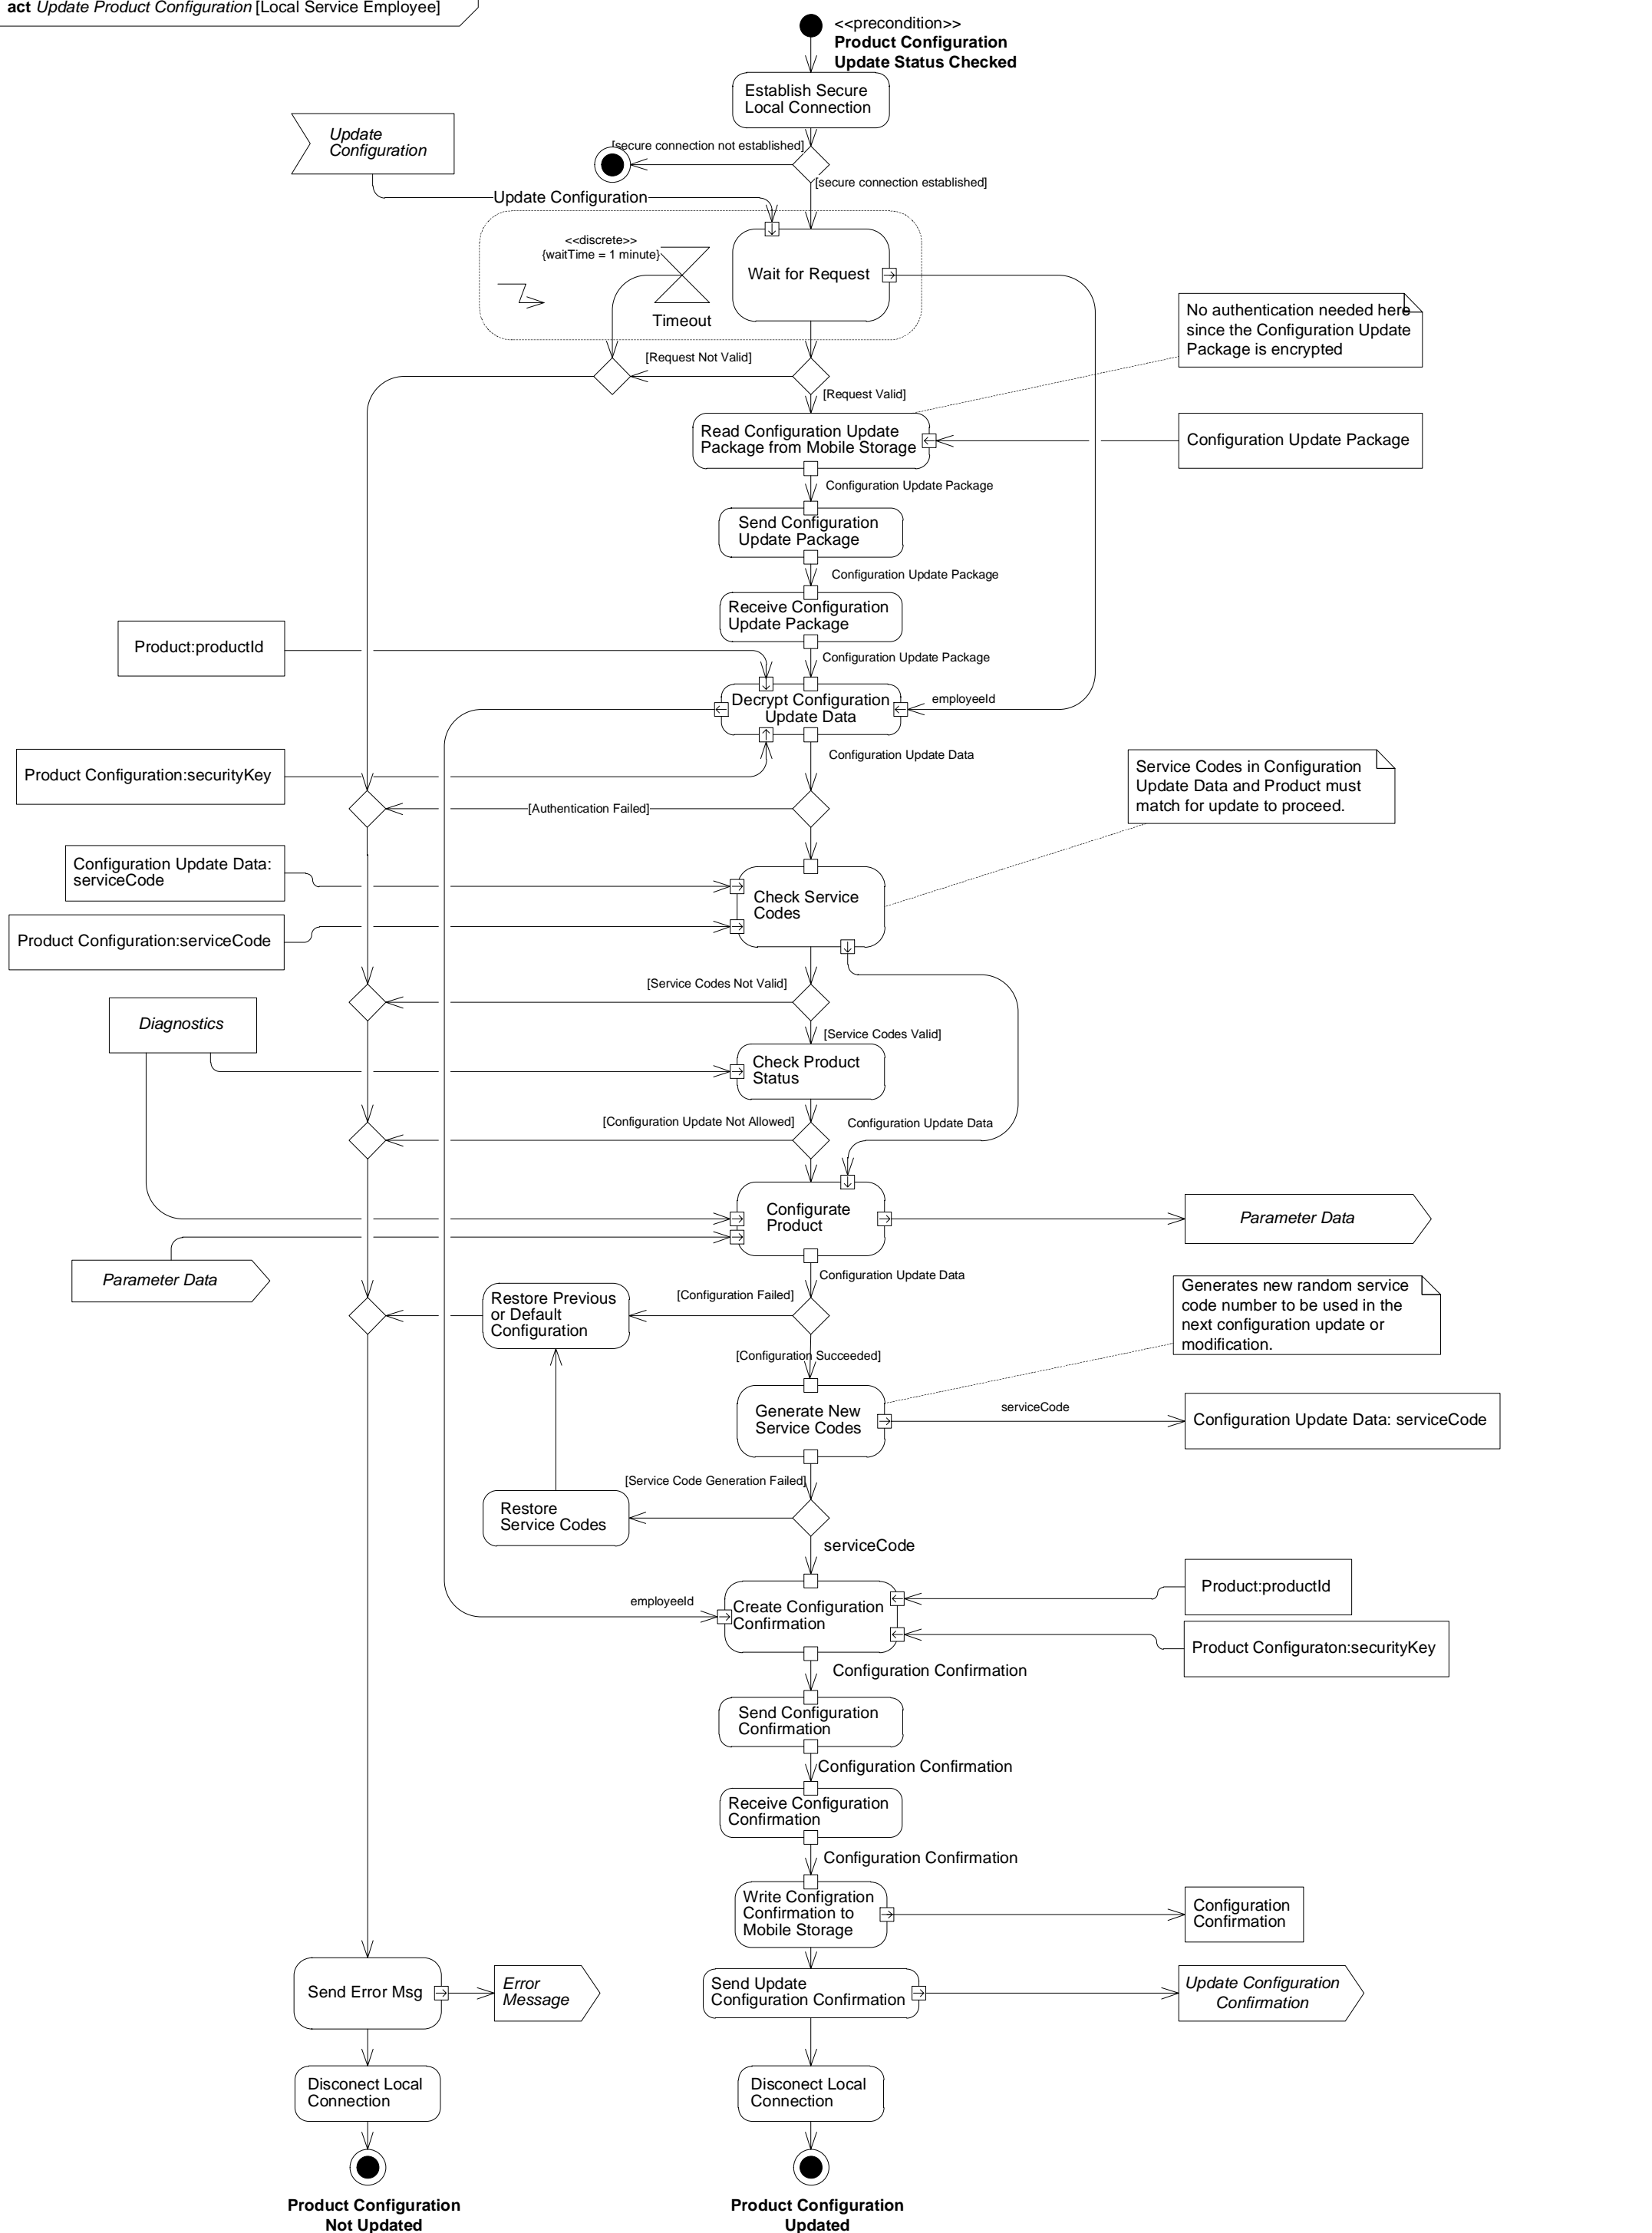 act Update Product Configuration [Local Service Employee]
<<precondition>>
Product Configuration
Update Status Checked
Establish Secure
Local Connection
Update
Configuration
[secure connection not established]
[secure connection established]
Update Configuration
<<discrete>>
{waitTime = 1 minute}
Wait for Request
Timeout
No authentication needed here
since the Configuration Update
Package is encrypted
[Request Not Valid]
[Request Valid]
Read Configuration Update
Package from Mobile Storage
Configuration Update Package
Configuration Update Package
Send Configuration
Update Package
Configuration Update Package
Receive Configuration
Update Package
Product:productId
Configuration Update Package
Decrypt Configuration
Update Data
employeeId
Configuration Update Data
Product Configuration:securityKey
Service Codes in Configuration
Update Data and Product must
match for update to proceed.
[Authentication Failed]
Configuration Update Data:
serviceCode
Check Service
Codes
Product Configuration:serviceCode
[Service Codes Not Valid]
Diagnostics
[Service Codes Valid]
Check Product
Status
[Configuration Update Not Allowed]
Configuration Update Data
Configurate
Product
Parameter Data
Parameter Data
Configuration Update Data
Restore Previous
or Default
Configuration
[Configuration Failed]
Generates new random service
code number to be used in the
next configuration update or
modification.
[Configuration Succeeded]
Generate New
Service Codes
serviceCode
Configuration Update Data: serviceCode
[Service Code Generation Failed]
Restore
Service Codes
serviceCode
Product:productId
employeeId
Create Configuration
Confirmation
Product Configuraton:securityKey
Configuration Confirmation
Send Configuration
Confirmation
Configuration Confirmation
Receive Configuration
Confirmation
Configuration Confirmation
Write Configration
Confirmation to
Mobile Storage
Configuration
Confirmation
Send Error Msg
Error
Message
Send Update
Configuration Confirmation
Update Configuration
Confirmation
Disconect Local
Connection
Disconect Local
Connection
Product Configuration
Not Updated
Product Configuration
Updated